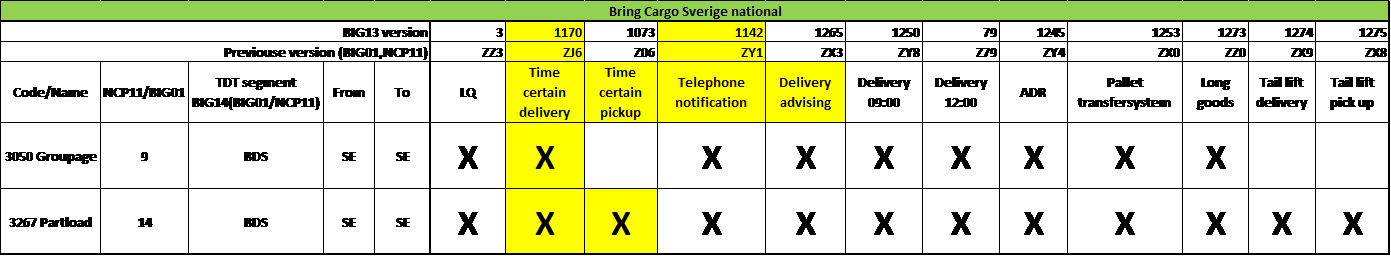 Bring Cargo Sverige national
BIG13 version 3 1170 1073 1142 1265 1250 79 1245 1253 1273 1274 1275
Previouse version (BIG01,NCP11) ZZ3 ZJ6 Z06 ZY1 ZX3 ZY8 Z79 ZY4 ZX0 ZZ0 ZX9 ZX8
Code/Name NCP11/BIG01 TDT segment BIG14(BIG01/NCP11) From To LQ Time certain delivery Time certain pickup Telephone notification Delivery advising Delivery 09:00 Delivery 12:00 ADR Pallet transfersystem Long goods Tail lift delivery Tail lift pick up
3050 Groupage 9 BDS SE SE X X X X X X X X X
3267 Partload 14 BDS SE SE X X X X X X X X X X X X